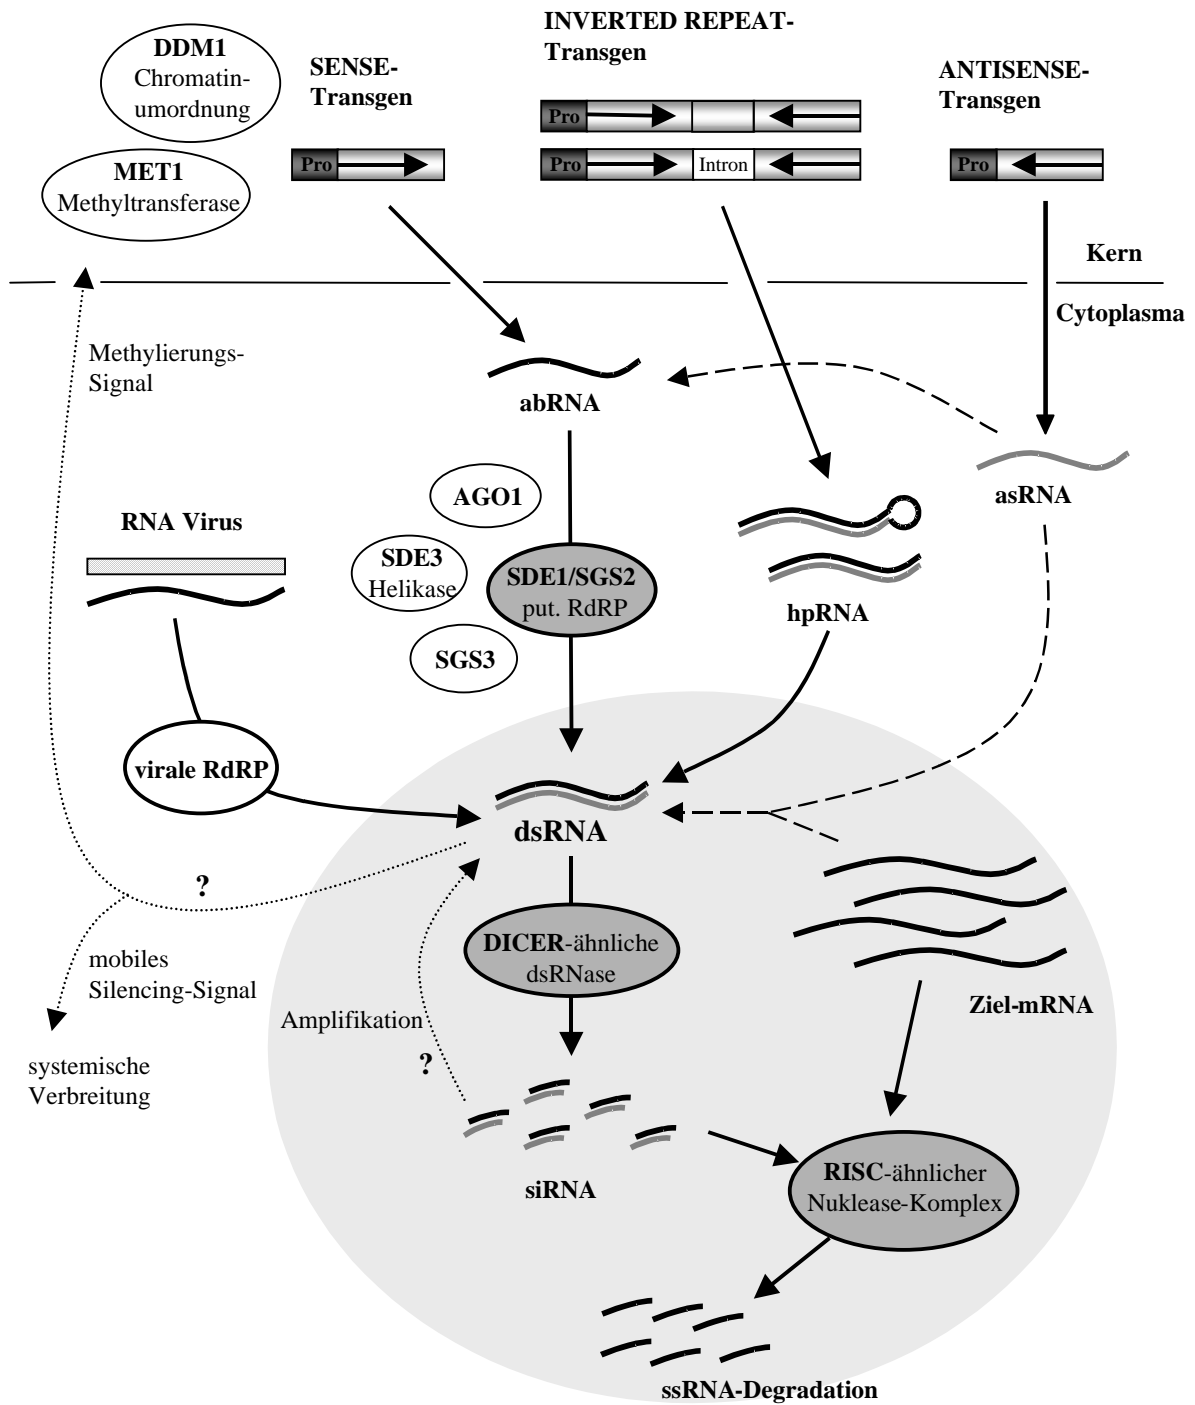 DDM1
Chromatin-
umordnung
MET1
Methyltransferase
SENSE-
Transgen
Pro
INVERTED REPEAT-
Transgen
Pro
Pro
Intron
ANTISENSE-
Transgen
Pro
Kern
Cytoplasma
Methylierungs-
Signal
abRNA
asRNA
AGO1
SDE3
Helikase
SDE1/SGS2
put. RdRP
SGS3
RNA Virus
hpRNA
virale RdRP
dsRNA
?
DICER-ähnliche
dsRNase
mobiles
Silencing-Signal
Amplifikation
?
systemische
Verbreitung
Ziel-mRNA
siRNA
RISC-ähnlicher
Nuklease-Komplex
ssRNA-Degradation